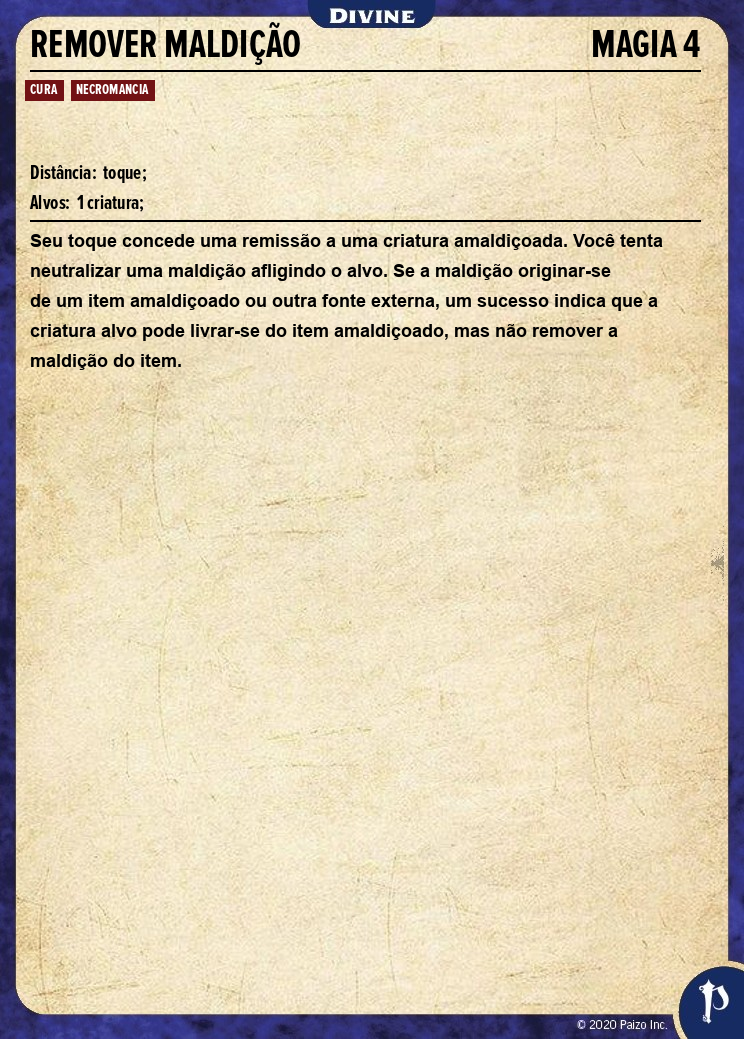 DIVINE
REMOVER MALDIÇÃO MAGIA 4
CURA NECROMANCIA
Distância: toque;
Alvos: 1 criatura;
Seu toque concede uma remissão a uma criatura amaldiçoada. Você tenta
neutralizar uma maldição afligindo o alvo. Se a maldição originar-se
de um item amaldiçoado ou outra fonte externa, um sucesso indica que a
criatura alvo pode livrar-se do item amaldiçoado, mas não remover a
maldição do item.
© 2020 Paizo Inc.